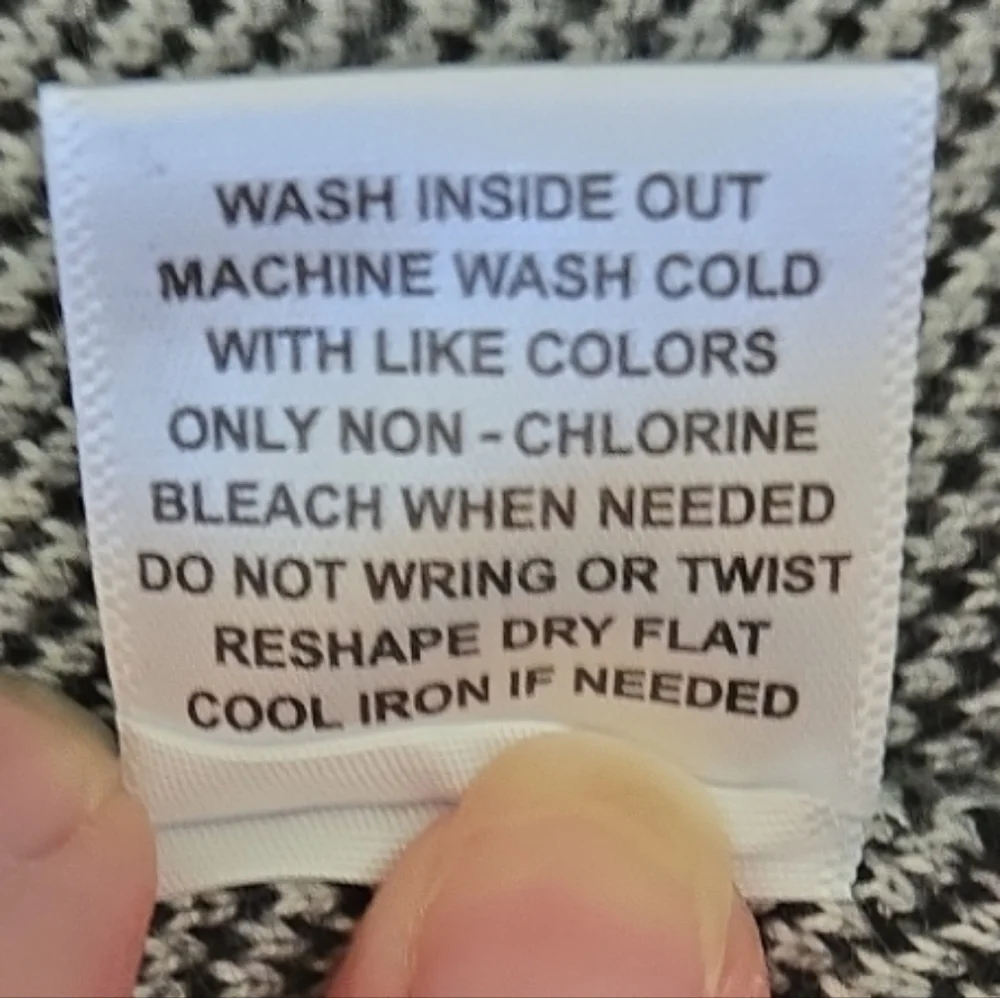 WASH INSIDE OUT
MACHINE WASH COLD
WITH LIKE COLORS
ONLY NON - CHLORINE
BLEACH WHEN NEEDED
DO NOT WRING OR TWIST
RESHAPE DRY FLAT
COOL IRON IF NEEDED